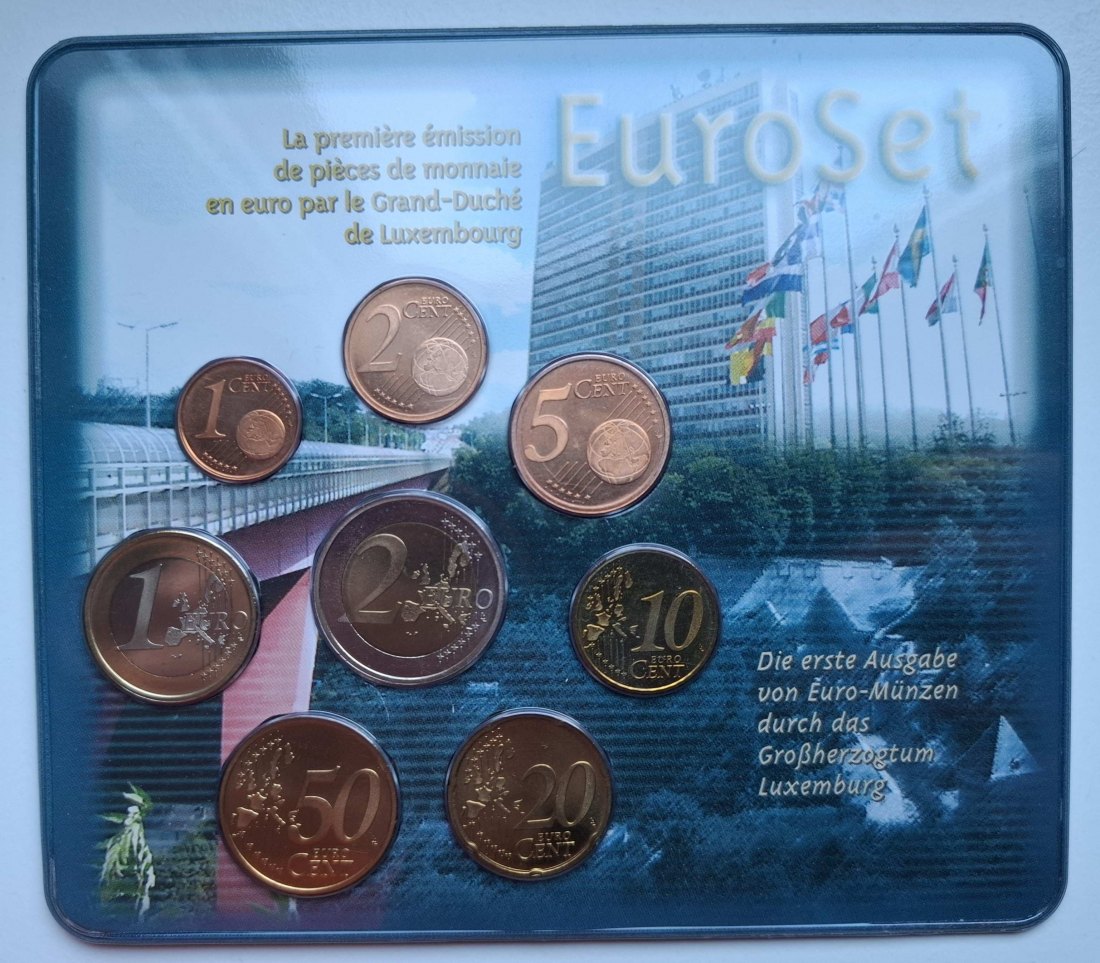 EuroSet
La première émission
de pièces de monnaie
en euro par le Grand-Duché
de Luxembourg
2 EURO
CENT
1 EURO
CENT
5 EURO
CENT
1 EURO
2 EURO
10
EURO
CENT
50
EURO
CENT
20
EURO
CENT
Die erste Ausgabe
von Euro-Münzen
durch das
Großherzogtum
Luxemburg